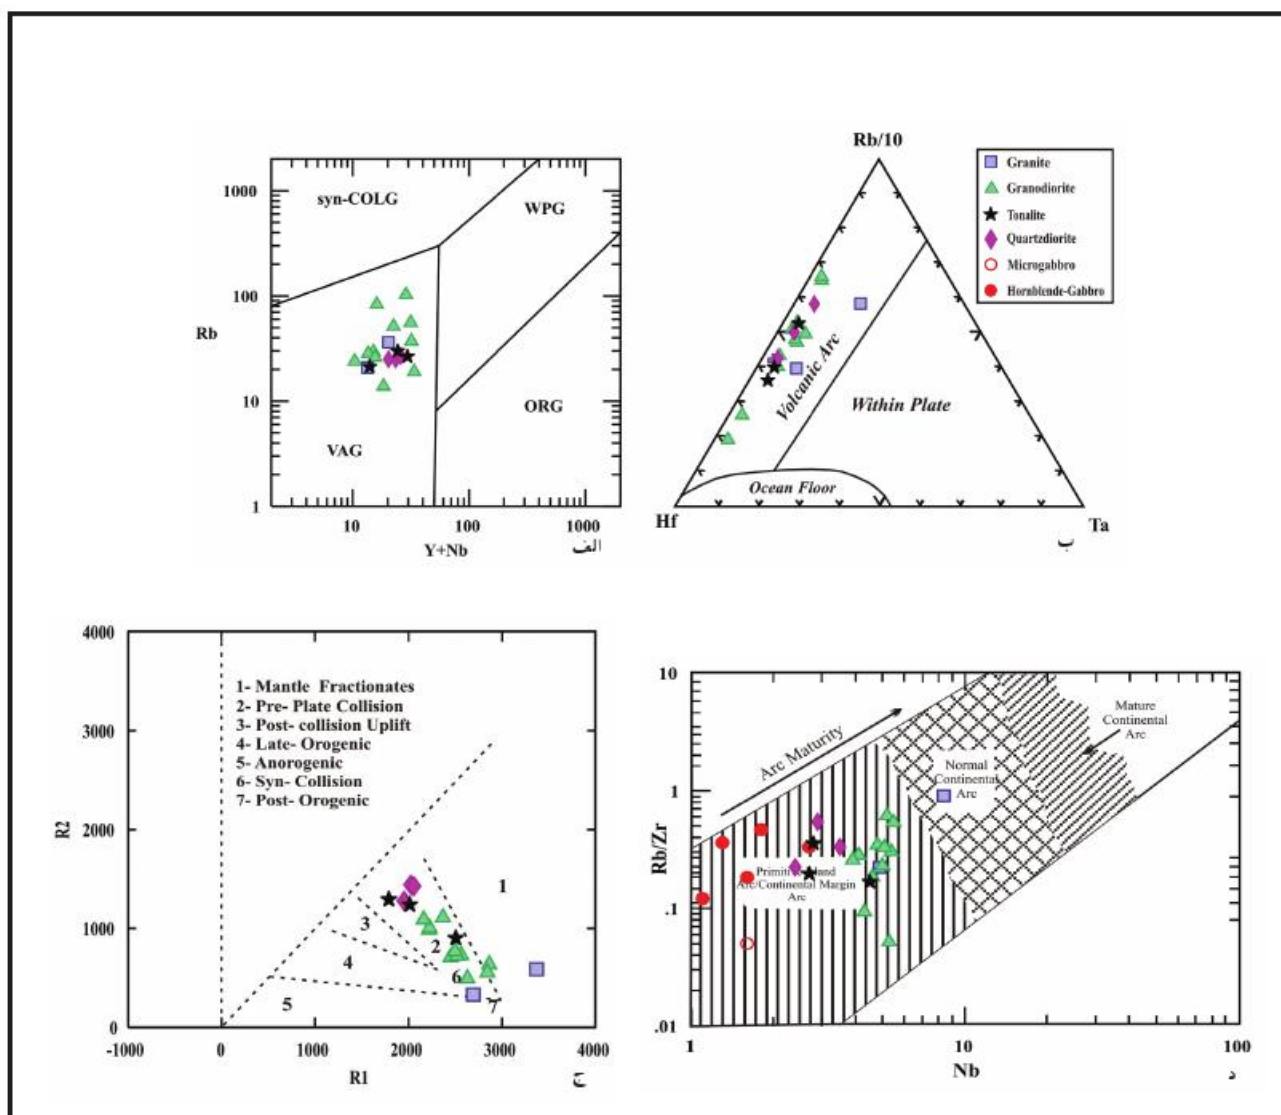 1000
100
10
1
Rb
syn-COLG
WPG
ORG
VAG
10
100
1000
Y+Nb
الف
Rb/10
Hf
Ta
Volcanic Arc
Within Plate
Ocean Floor
ب
Granite
Granodiorite
Tonalite
Quartzdiorite
Microgabbro
Hornblende-Gabbro
4000
3000
2000
1000
0
R2
1- Mantle Fractionates
2- Pre- Plate Collision
3- Post- collision Uplift
4- Late- Orogenic
5- Anorogenic
6- Syn- Collision
7- Post- Orogenic
1
3
2
4
6
5
7
-1000
0
1000
2000
3000
4000
R1
ج
10
1
.1
.01
Rb/Zr
Arc Maturity
Mature
Continental
Arc
Normal
Continental
Arc
Arc/Continental Margin
Arc
1
10
100
Nb
د